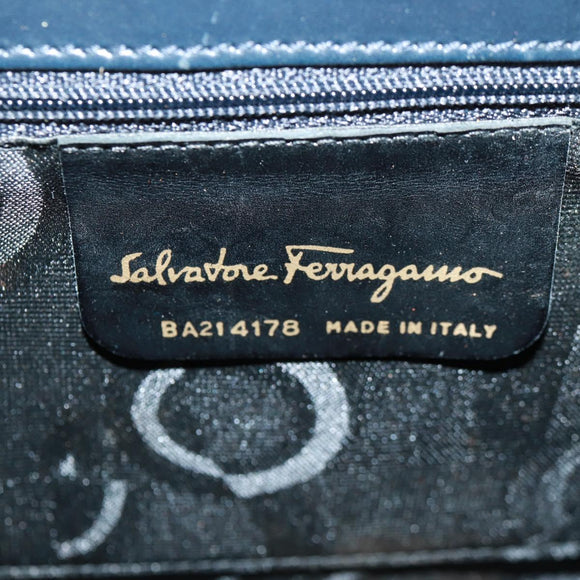 Salvatore Ferragamo
BA214178 MADE IN ITALY